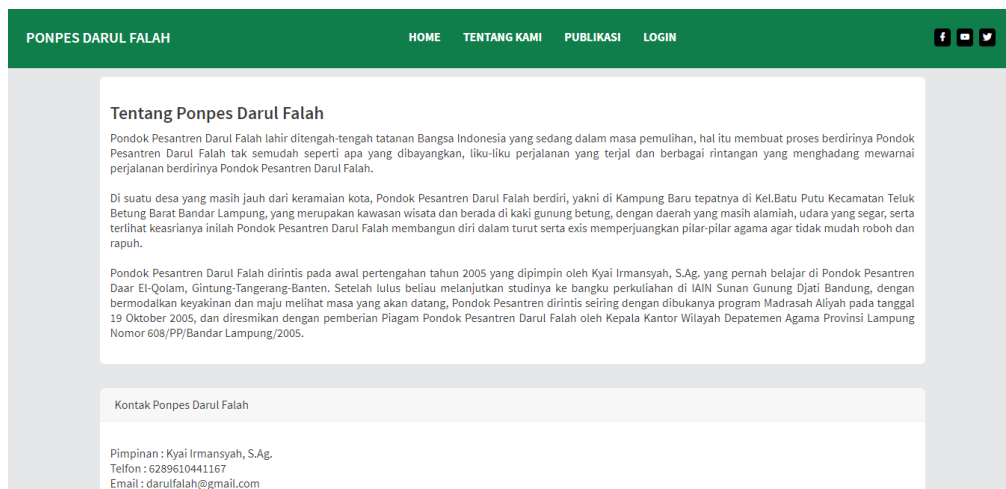 PONPES DARUL FALAH
HOME TENTANG KAMI PUBLIKASI LOGIN
Tentang Ponpes Darul Falah
Pondok Pesantren Darul Falah lahir ditengah-tengah tatanan Bangsa Indonesia yang sedang dalam masa pemulihan, hal itu membuat proses berdirinya Pondok
Pesantren Darul Falah tak semudah seperti apa yang dibayangkan, liku-liku perjalanan yang terjal dan berbagai rintangan yang menghadang mewarnai
perjalanan berdirinya Pondok Pesantren Darul Falah.
Di suatu desa yang masih jauh dari keramaian kota, Pondok Pesantren Darul Falah berdiri, yakni di Kampung Baru tepatnya di Kel.Batu Putu Kecamatan Teluk
Betung Barat Bandar Lampung, yang merupakan kawasan wisata dan berada di kaki gunung betung, dengan daerah yang masih alamiah, udara yang segar, serta
terlihat keasrianya inilah Pondok Pesantren Darul Falah membangun diri dalam turut serta exis memperjuangkan pilar-pilar agama agar tidak mudah roboh dan
rapuh.
Pondok Pesantren Darul Falah dirintis pada awal pertengahan tahun 2005 yang dipimpin oleh Kyai Irmansyah, S.Ag. yang pernah belajar di Pondok Pesantren
Daar El-Qolam, Gintung-Tangerang-Banten. Setelah lulus beliau melanjutkan studinya ke bangku perkuliahan di IAIN Sunan Gunung Djati Bandung, dengan
bermodalkan keyakinan dan maju melihat masa yang akan datang, Pondok Pesantren dirintis seiring dengan dibukanya program Madrasah Aliyah pada tanggal
19 Oktober 2005, dan diresmikan dengan pemberian Piagam Pondok Pesantren Darul Falah oleh Kepala Kantor Wilayah Depatemen Agama Provinsi Lampung
Nomor 608/PP/Bandar Lampung/2005.
Kontak Ponpes Darul Falah
Pimpinan : Kyai Irmansyah, S.Ag.
Telfon : 6289610441167
Email : darulfalah@gmail.com